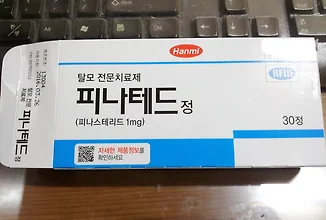 Hanmi
탈모 전문치료제
RFID
피나테드 정
(피나스테리드 1mg)
30정
자세한 제품정보를
확인하세요
13004
피나테드